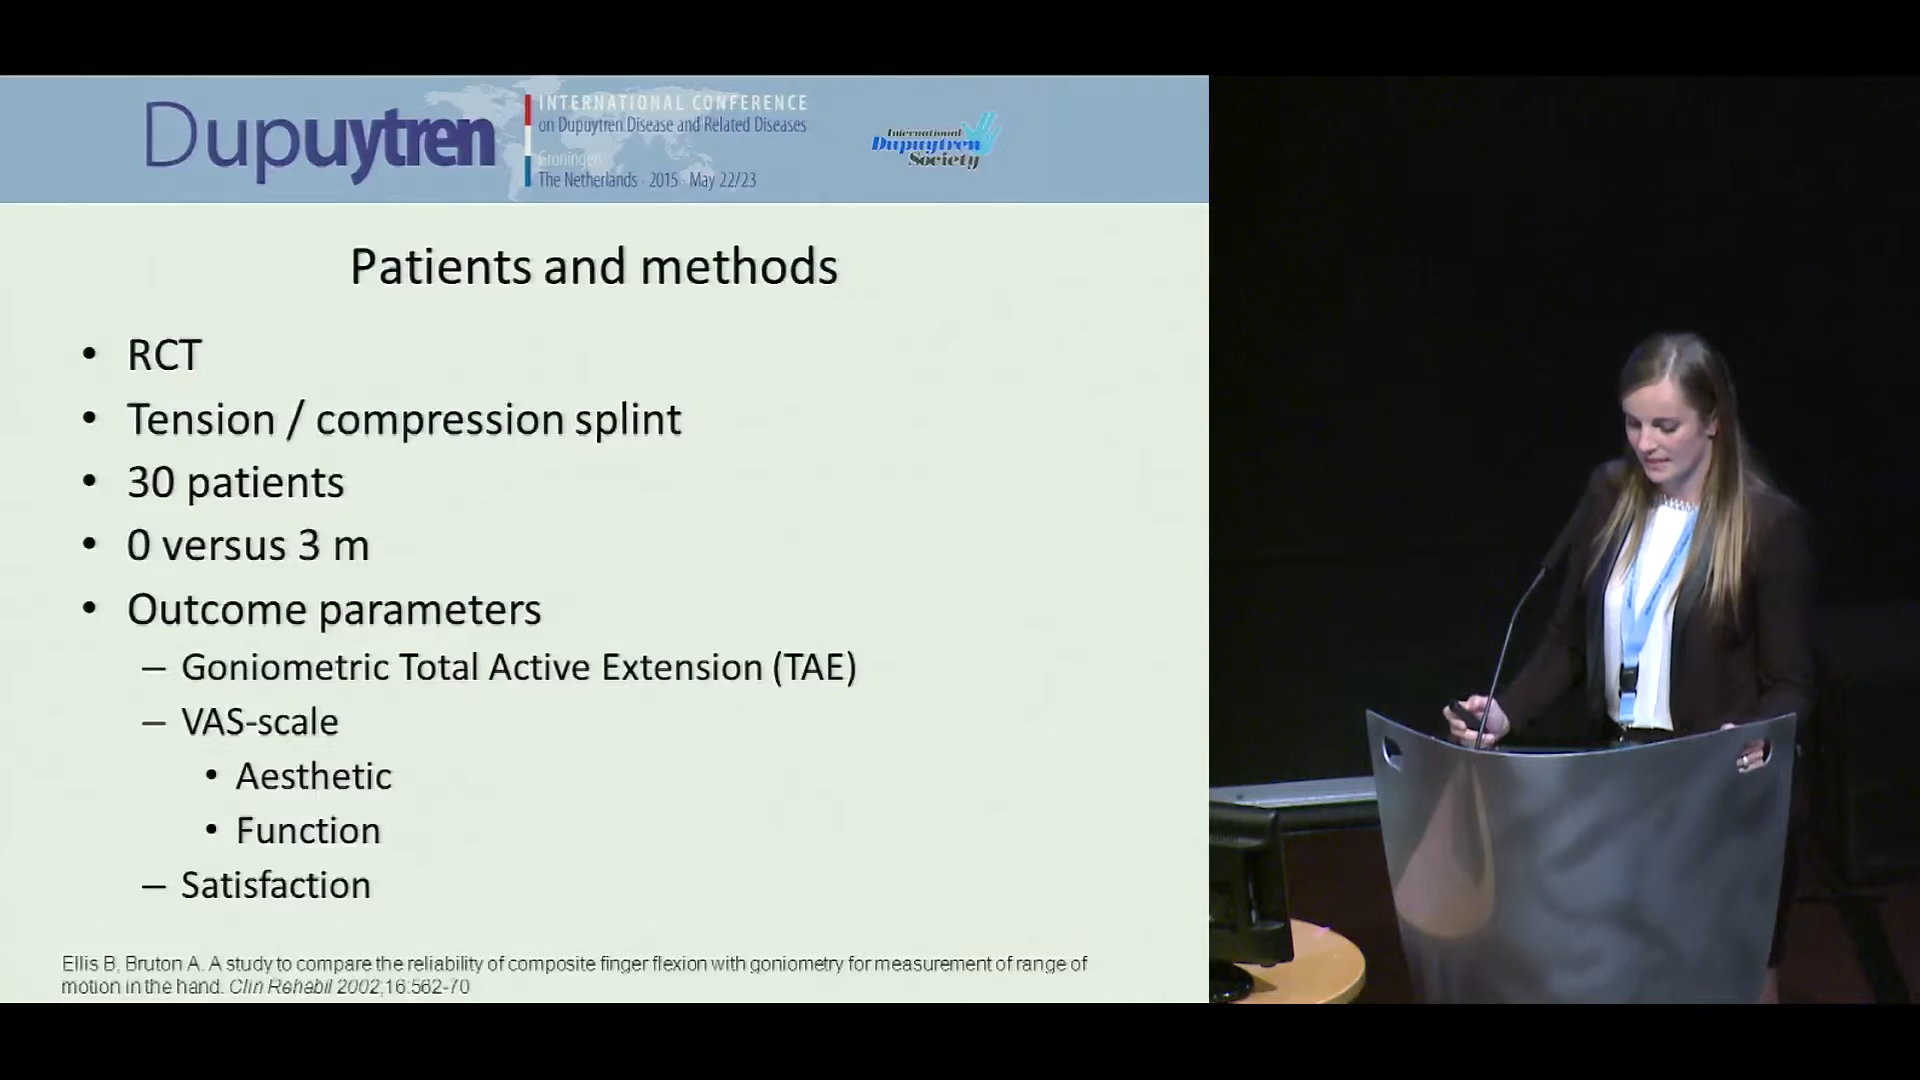 Dupuytren
INTERNATIONAL CONFERENCE
on Dupuytren Disease and Related Diseases
Groningen
The Netherlands · 2015 · May 22/23
International
Dupuytren
Society
Patients and methods
• RCT
• Tension / compression splint
• 30 patients
• 0 versus 3 m
• Outcome parameters
– Goniometric Total Active Extension (TAE)
– VAS-scale
• Aesthetic
• Function
– Satisfaction
Ellis B, Bruton A. A study to compare the reliability of composite finger flexion with goniometry for measurement of range of
motion in the hand. Clin Rehabil 2002;16:562-70